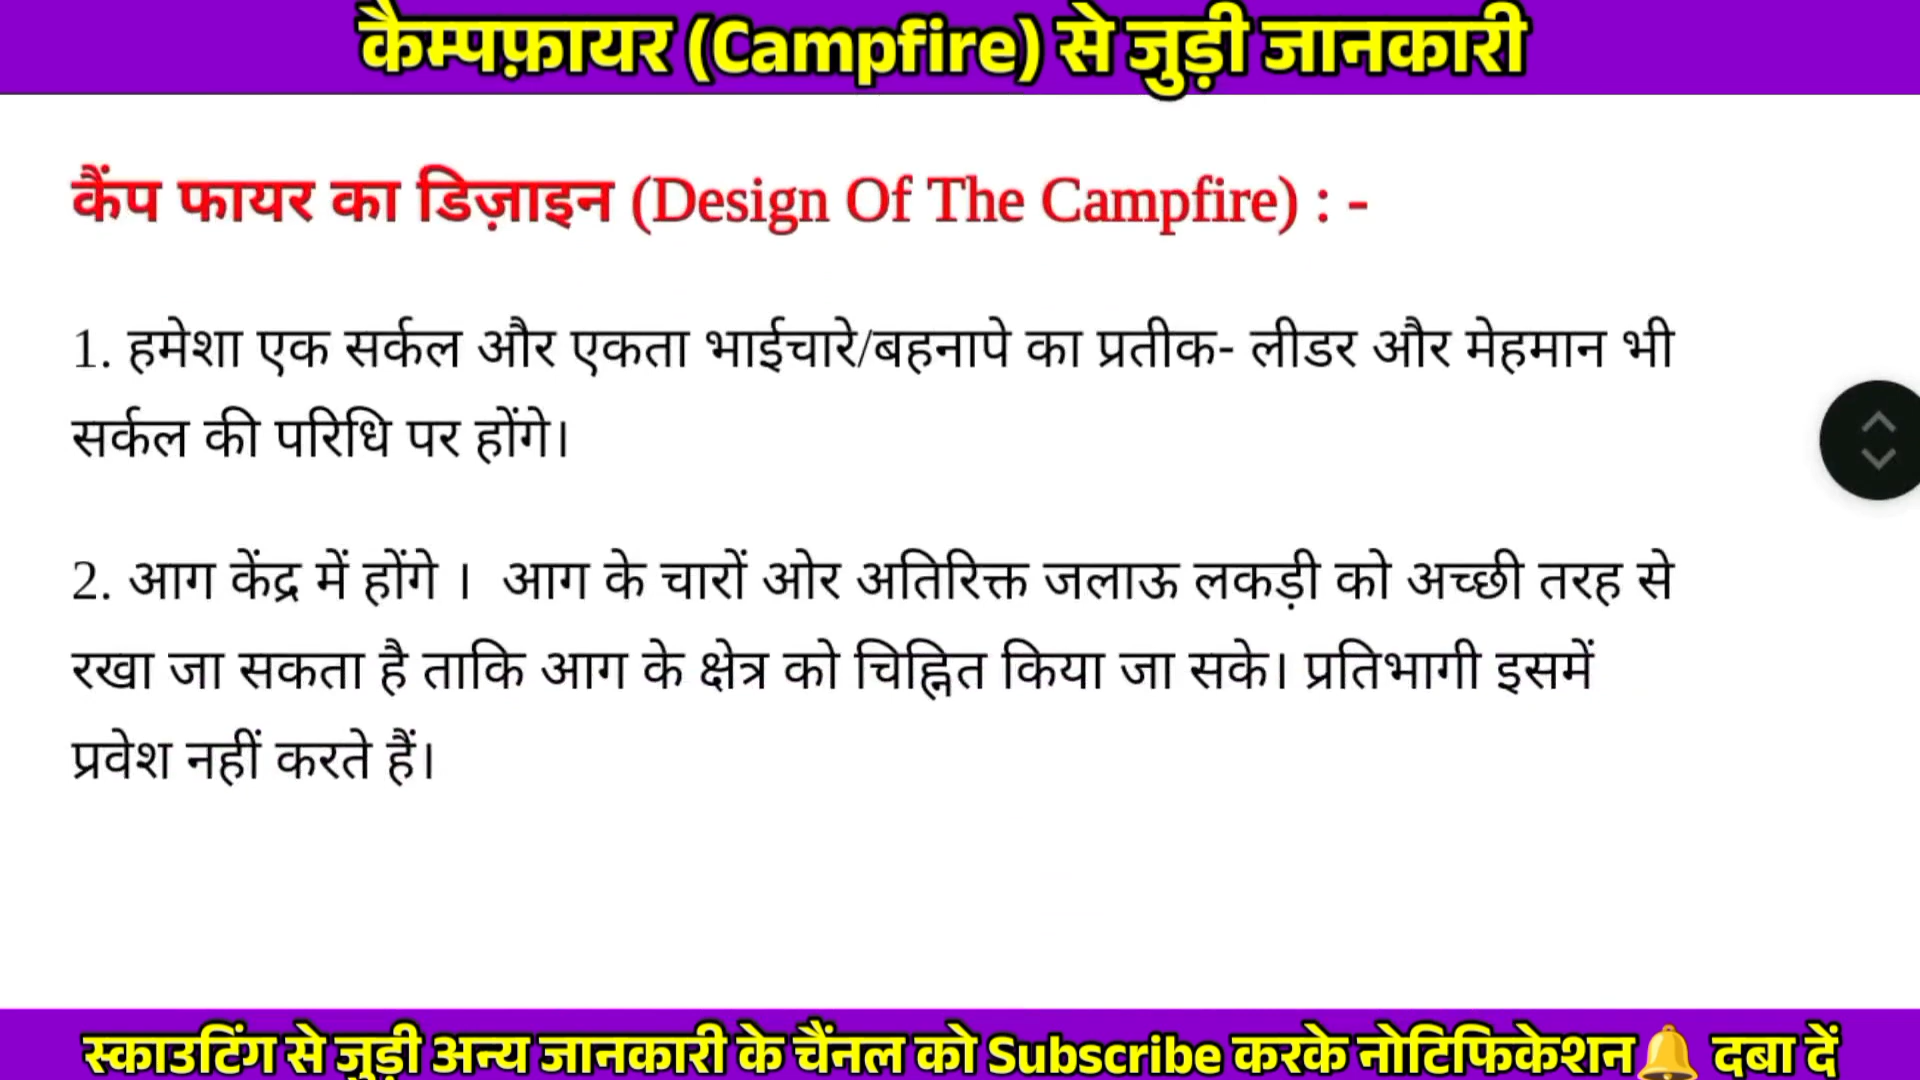 कैम्पफ़ायर (Campfire) से जुड़ी जानकारी
कैंप फायर का डिज़ाइन (Design Of The Campfire) : -
1. हमेशा एक सर्कल और एकता भाईचारे/बहनापे का प्रतीक- लीडर और मेहमान भी
सर्कल की परिधि पर होंगे।
2. आग केंद्र में होंगे । आग के चारों ओर अतिरिक्त जलाऊ लकड़ी को अच्छी तरह से
रखा जा सकता है ताकि आग के क्षेत्र को चिह्नित किया जा सके। प्रतिभागी इसमें
प्रवेश नहीं करते हैं।
स्काउटिंग से जुड़ी अन्य जानकारी के चैंनल को Subscribe करके नोटिफिकेशन🔔 दबा दें